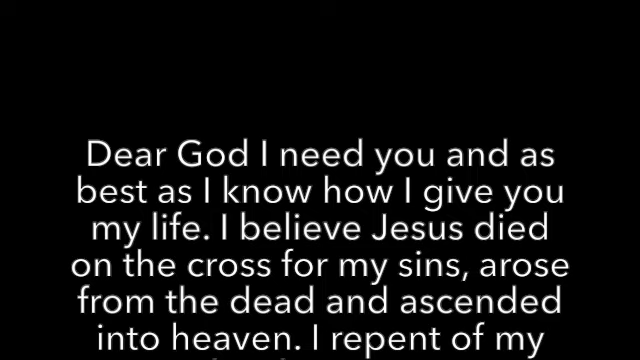 Dear God I need you and as
best as I know how I give you
my life. I believe Jesus died
on the cross for my sins, arose
from the dead and ascended
into heaven. I repent of my